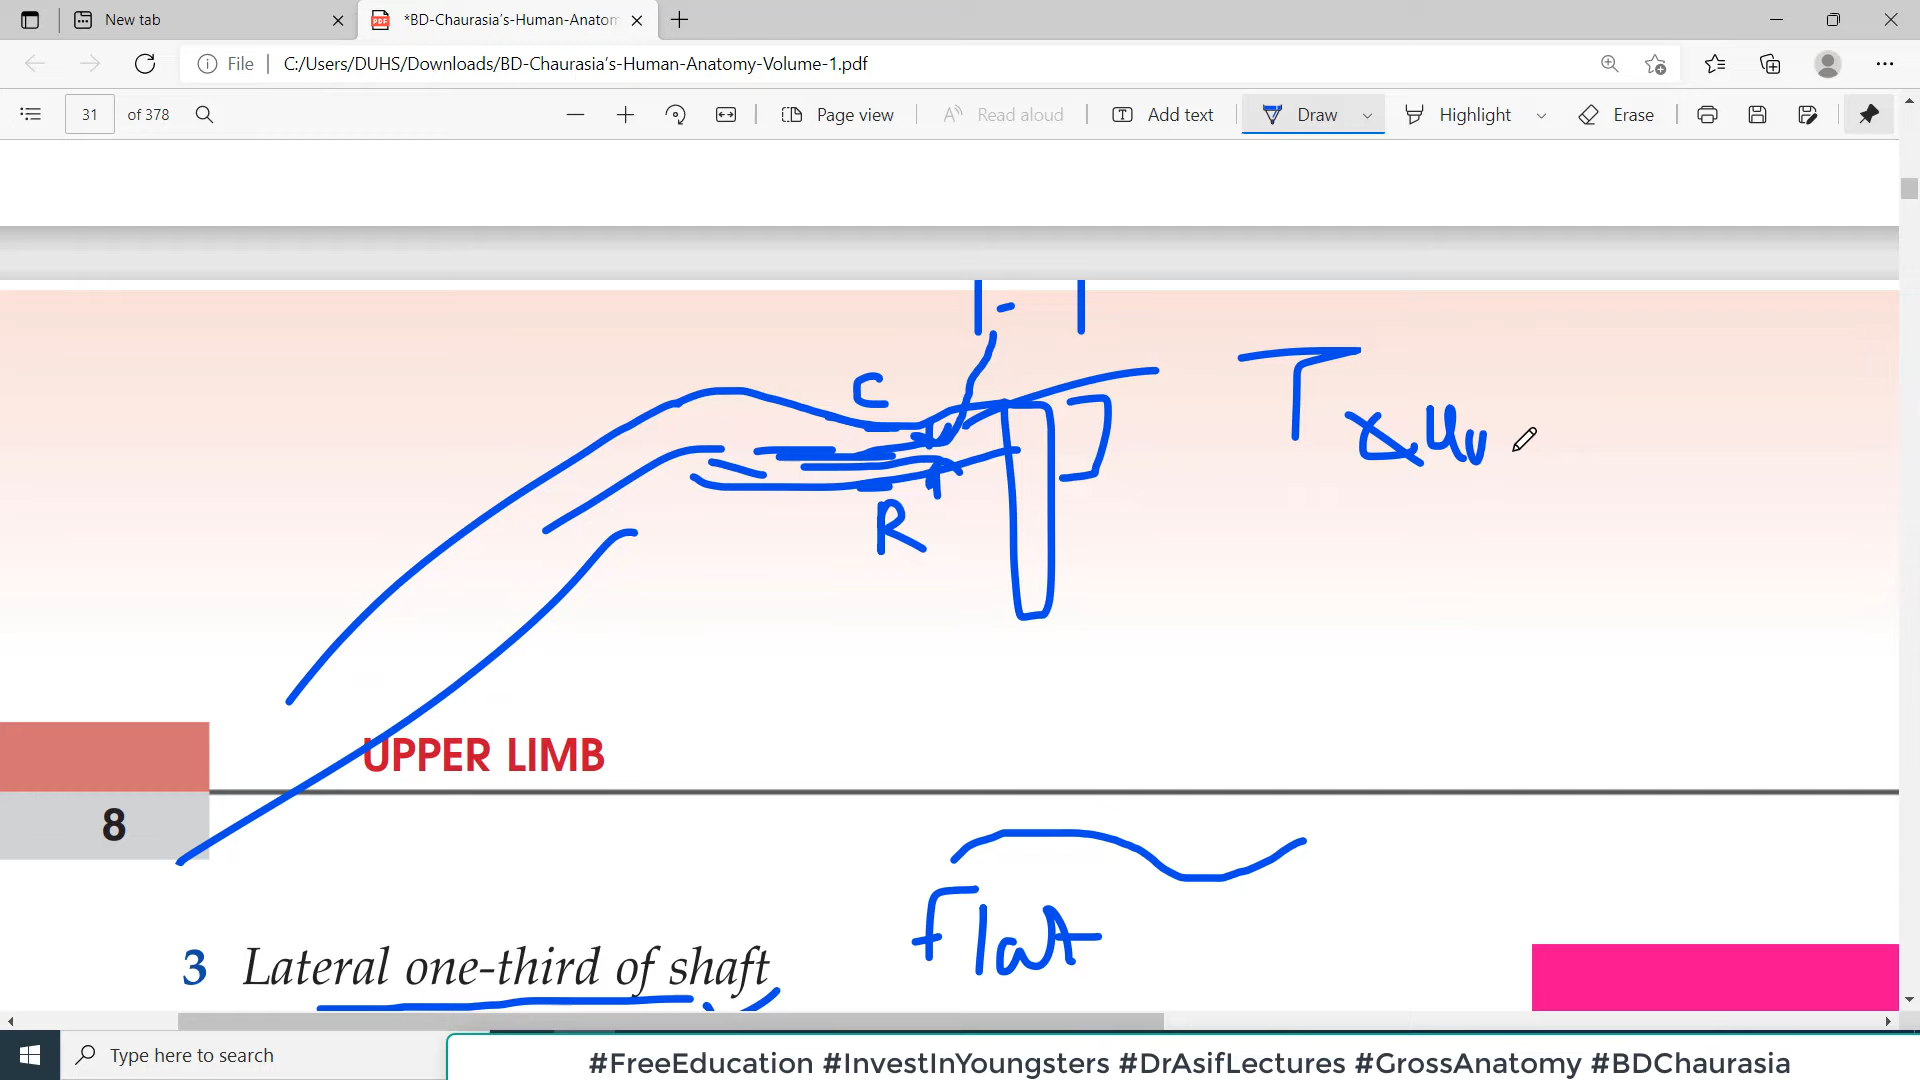 New tab
*BD-Chaurasia's-Human-Anatom
File
C:/Users/DUHS/Downloads/BD-Chaurasia's-Human-Anatomy-Volume-1.pdf
31 of 378
Page view
Read aloud
Add text
Draw
Highlight
Erase
C
R
T
UPPER LIMB
8
Flat
3 Lateral one-third of shaft
Type here to search
#FreeEducation #InvestInYoungsters #DrAsifLectures #GrossAnatomy #BDChaurasia